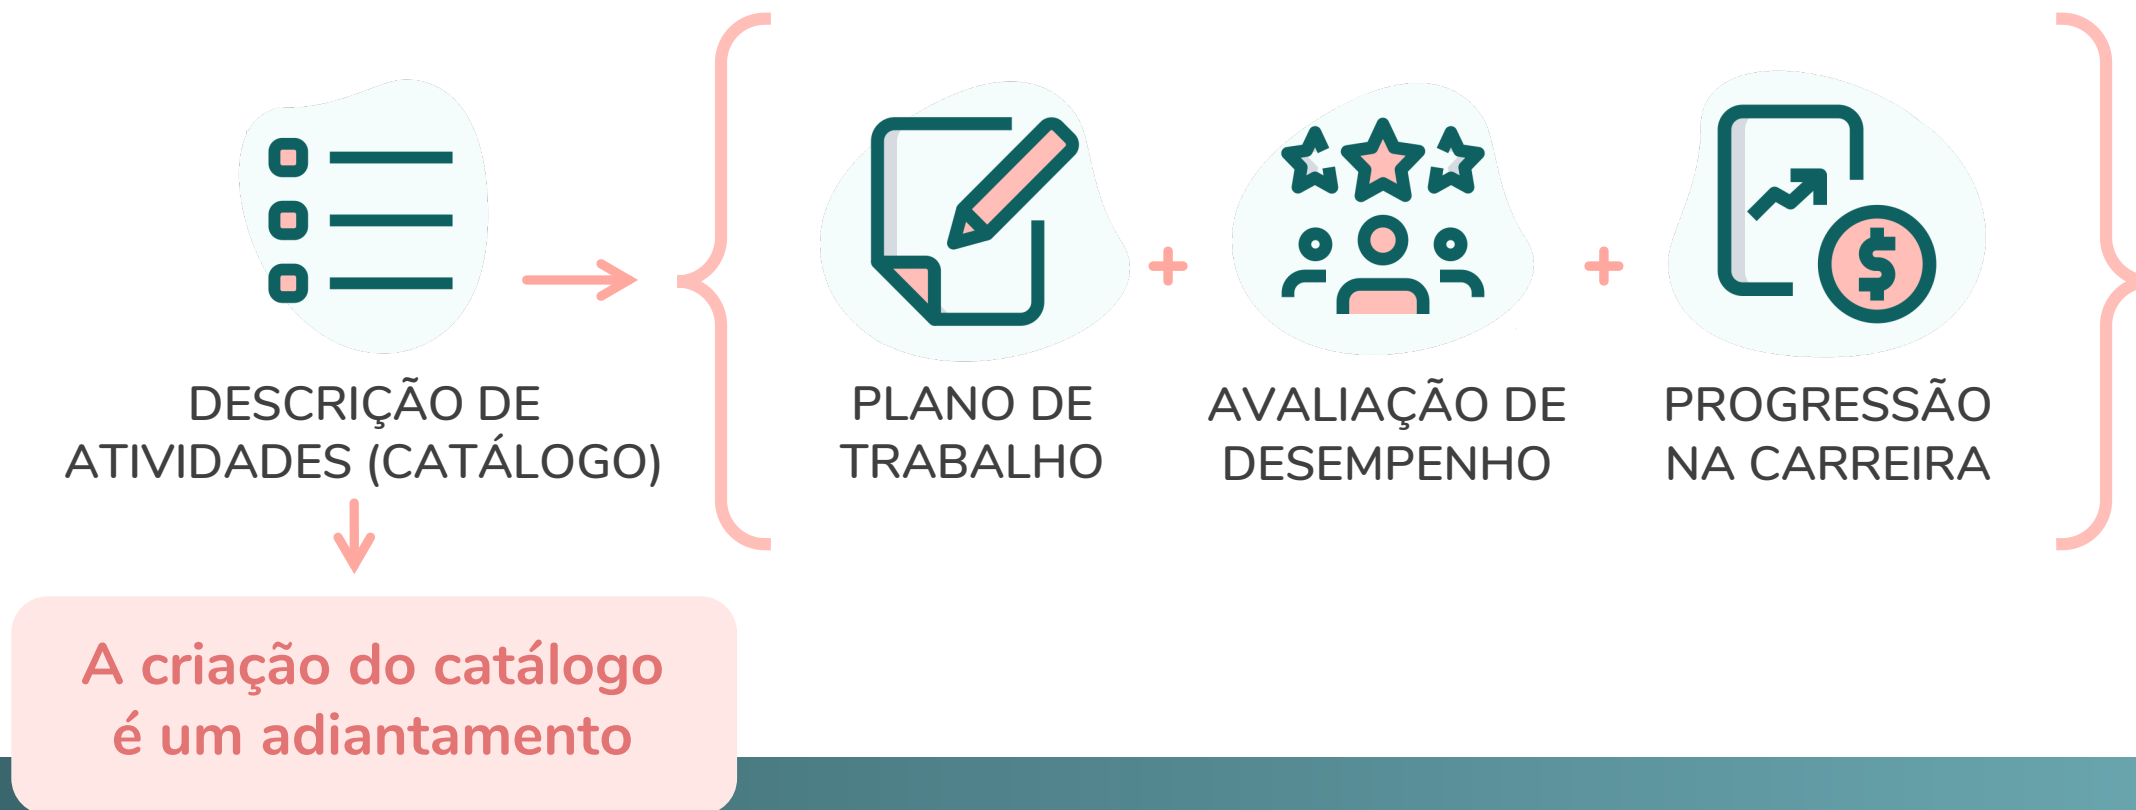 DESCRIÇÃO DE
ATIVIDADES (CATÁLOGO)
PLANO DE
TRABALHO
AVALIAÇÃO DE
DESEMPENHO
PROGRESSÃO
NA CARREIRA
A criação do catálogo
é um adiantamento